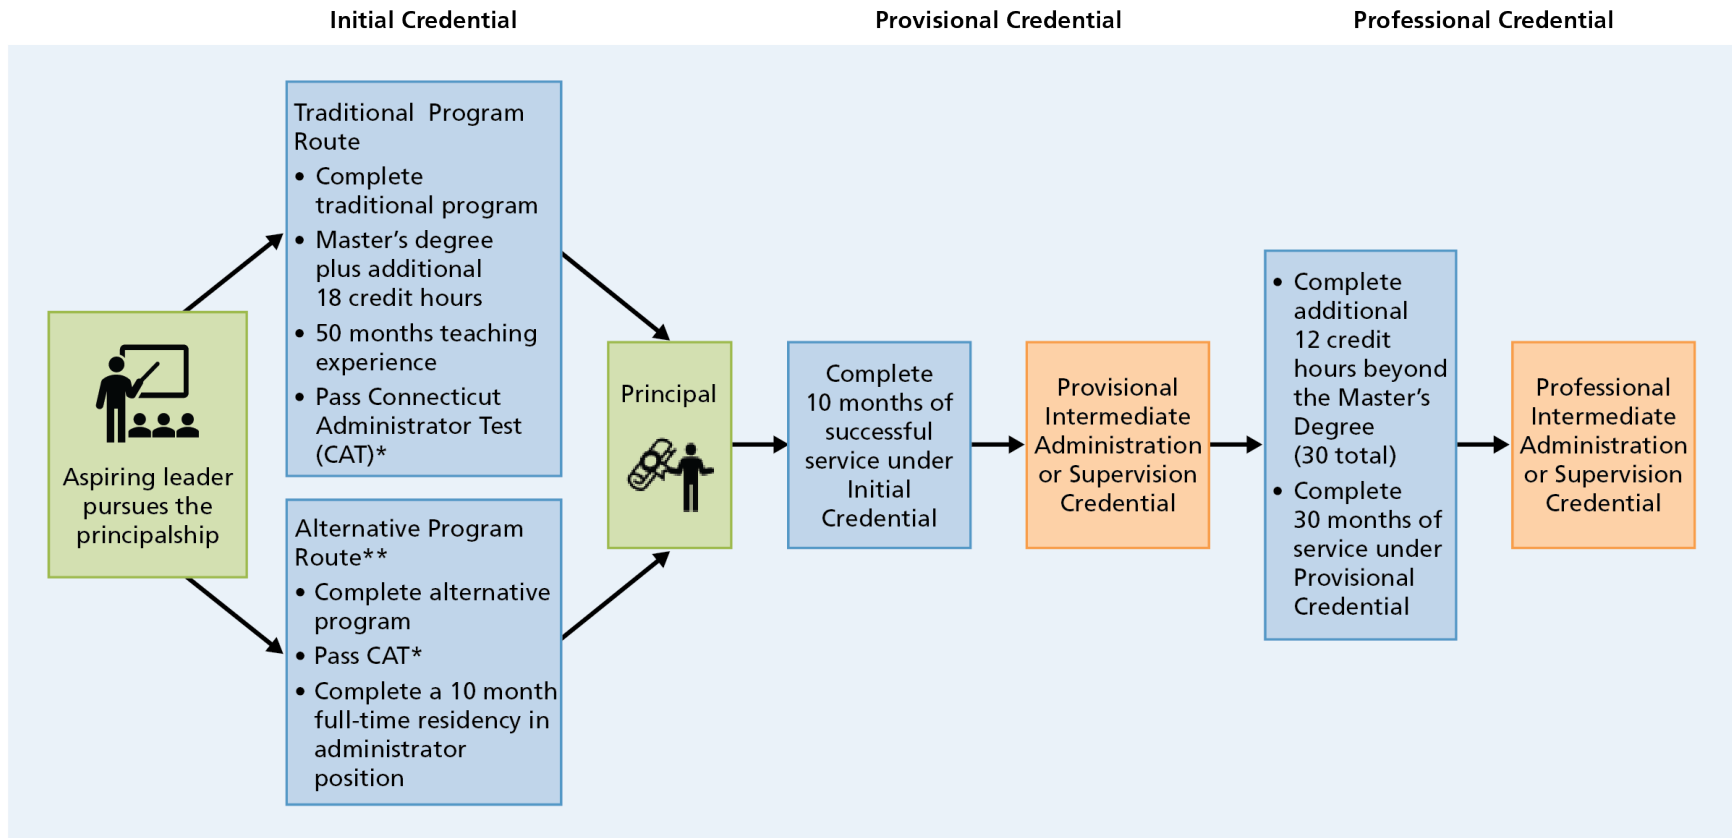 Initial Credential
Provisional Credential
Professional Credential
Aspiring leader
pursues the
principalship
Traditional Program
Route
• Complete
traditional program
• Master’s degree
plus additional
18 credit hours
• 50 months teaching
experience
• Pass Connecticut
Administrator Test
(CAT)*
Alternative Program
Route**
• Complete alternative
program
• Pass CAT*
• Complete a 10 month
full-time residency in
administrator
position
Principal
Complete
10 months of
successful
service under
Initial
Credential
Provisional
Intermediate
Administration
or Supervision
Credential
• Complete
additional
12 credit
hours beyond
the Master’s
Degree
(30 total)
• Complete
30 months of
service under
Provisional
Credential
Professional
Intermediate
Administration
or Supervision
Credential